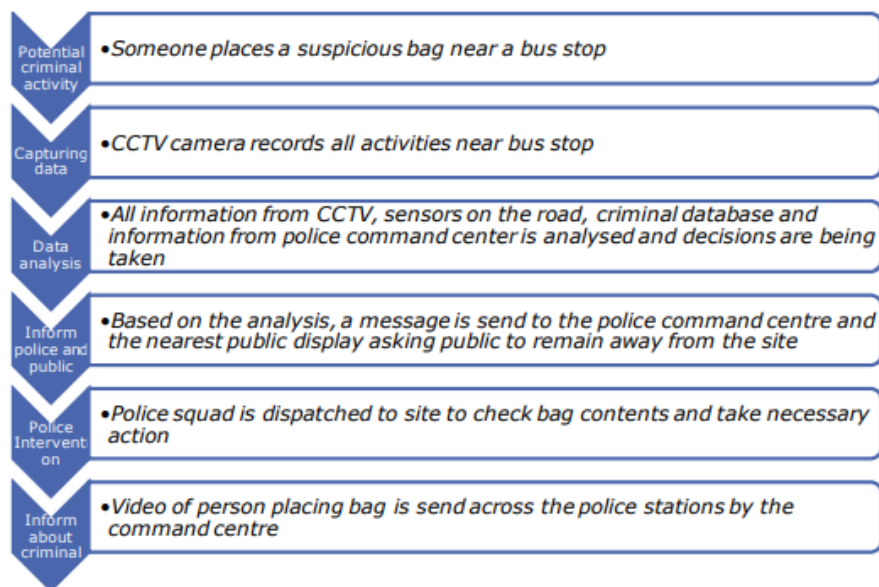 Potential
criminal
activity
•Someone places a suspicious bag near a bus stop
Capturing
data
•CCTV camera records all activities near bus stop
Data
analysis
•All information from CCTV, sensors on the road, criminal database and
information from police command center is analysed and decisions are being
taken
Inform
police and
public
•Based on the analysis, a message is send to the police command centre and
the nearest public display asking public to remain away from the site
Police
Interventi
on
•Police squad is dispatched to site to check bag contents and take necessary
action
Inform
about
criminal
•Video of person placing bag is send across the police stations by the
command centre